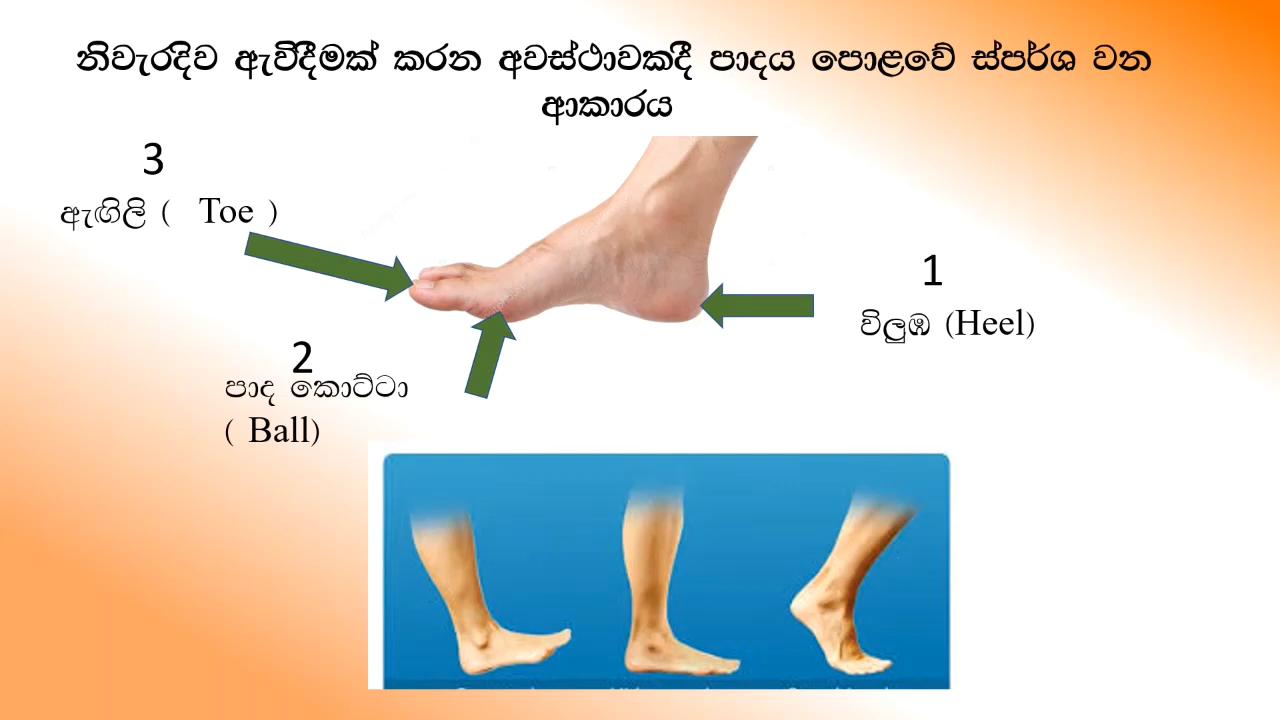 නිවැරදිව ඇවිදීමක් කරන අවස්ථාවකදී පාදය පොළවේ ස්පර්ශ වන
ආකාරය
3
ඇඟිලි ( Toe )
1
විලුඹ (Heel)
2
පාද කොට්ටා
( Ball)